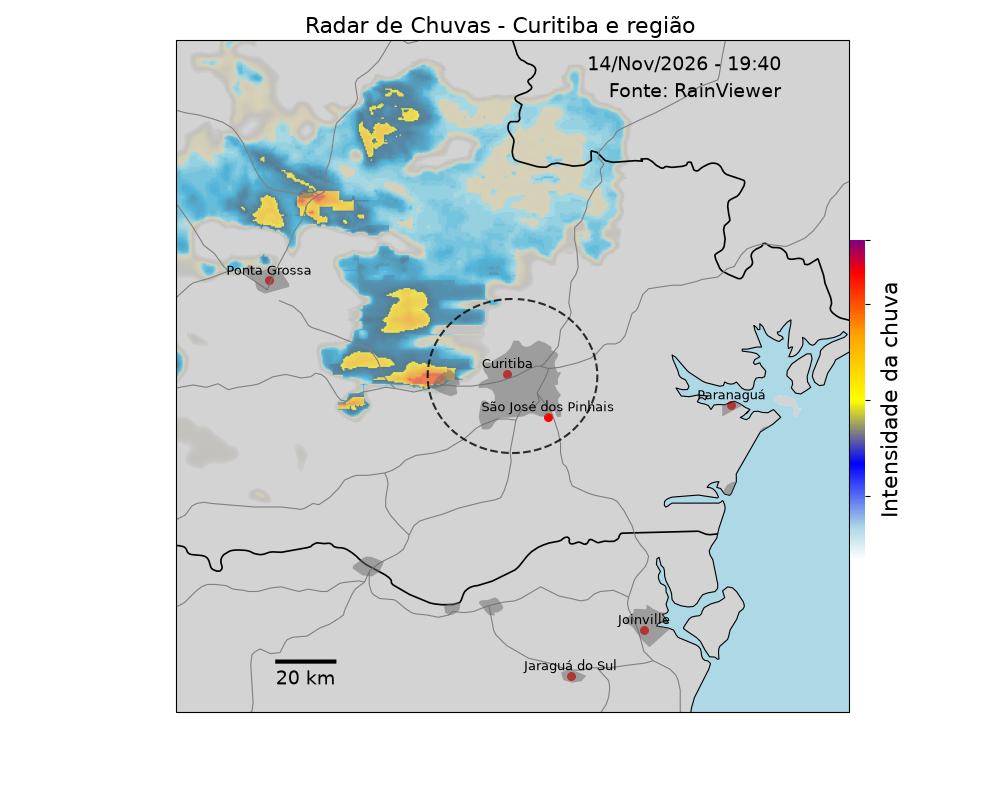 Radar de Chuvas - Curitiba e região
14/Nov/2026 - 19:40
Fonte: RainViewer
Ponta Grossa
Curitiba
São José dos Pinhais
Paranaguá
Intensidade da chuva
Joinville
Jaraguá do Sul
20 km